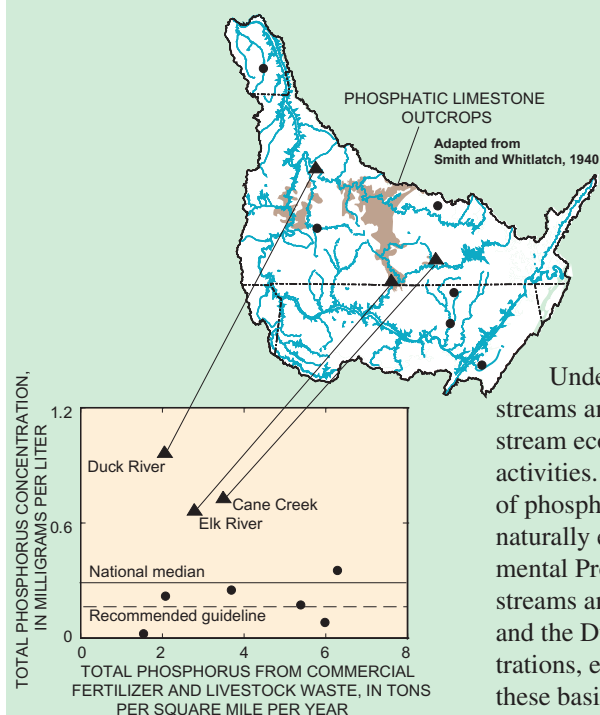 PHOSPHATIC LIMESTONE
OUTCROPS
Adapted from
Smith and Whitlatch, 1940
TOTAL PHOSPHORUS CONCENTRATION,
IN MILLIGRAMS PER LITER
1.2
0.6
0
Duck River
Cane Creek
Elk River
National median
Recommended guideline
0 2 4 6 8
TOTAL PHOSPHORUS FROM COMMERCIAL
FERTILIZER AND LIVESTOCK WASTE, IN TONS
PER SQUARE MILE PER YEAR
Unde
streams an
stream eco
activities.
of phosph
naturally
mental Pro
streams an
and the D
trations, e
these basi